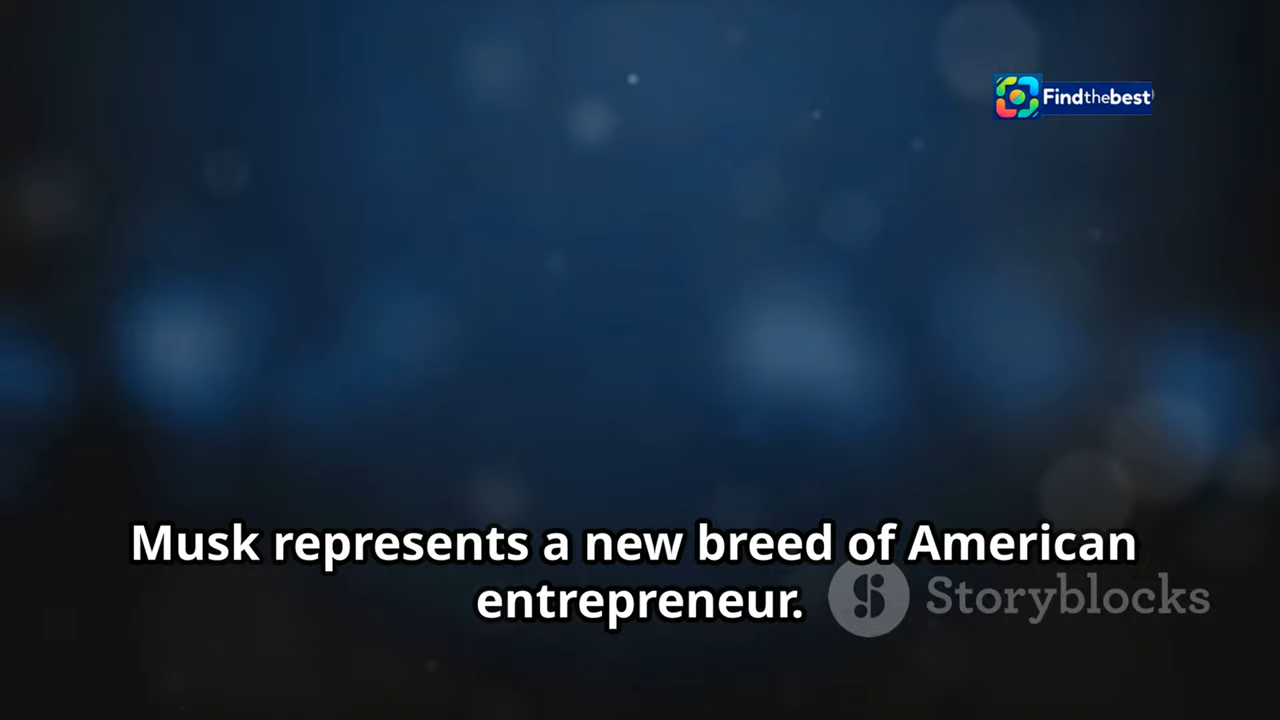 Findthebest
Musk represents a new breed of American
entrepreneur.
Storyblocks